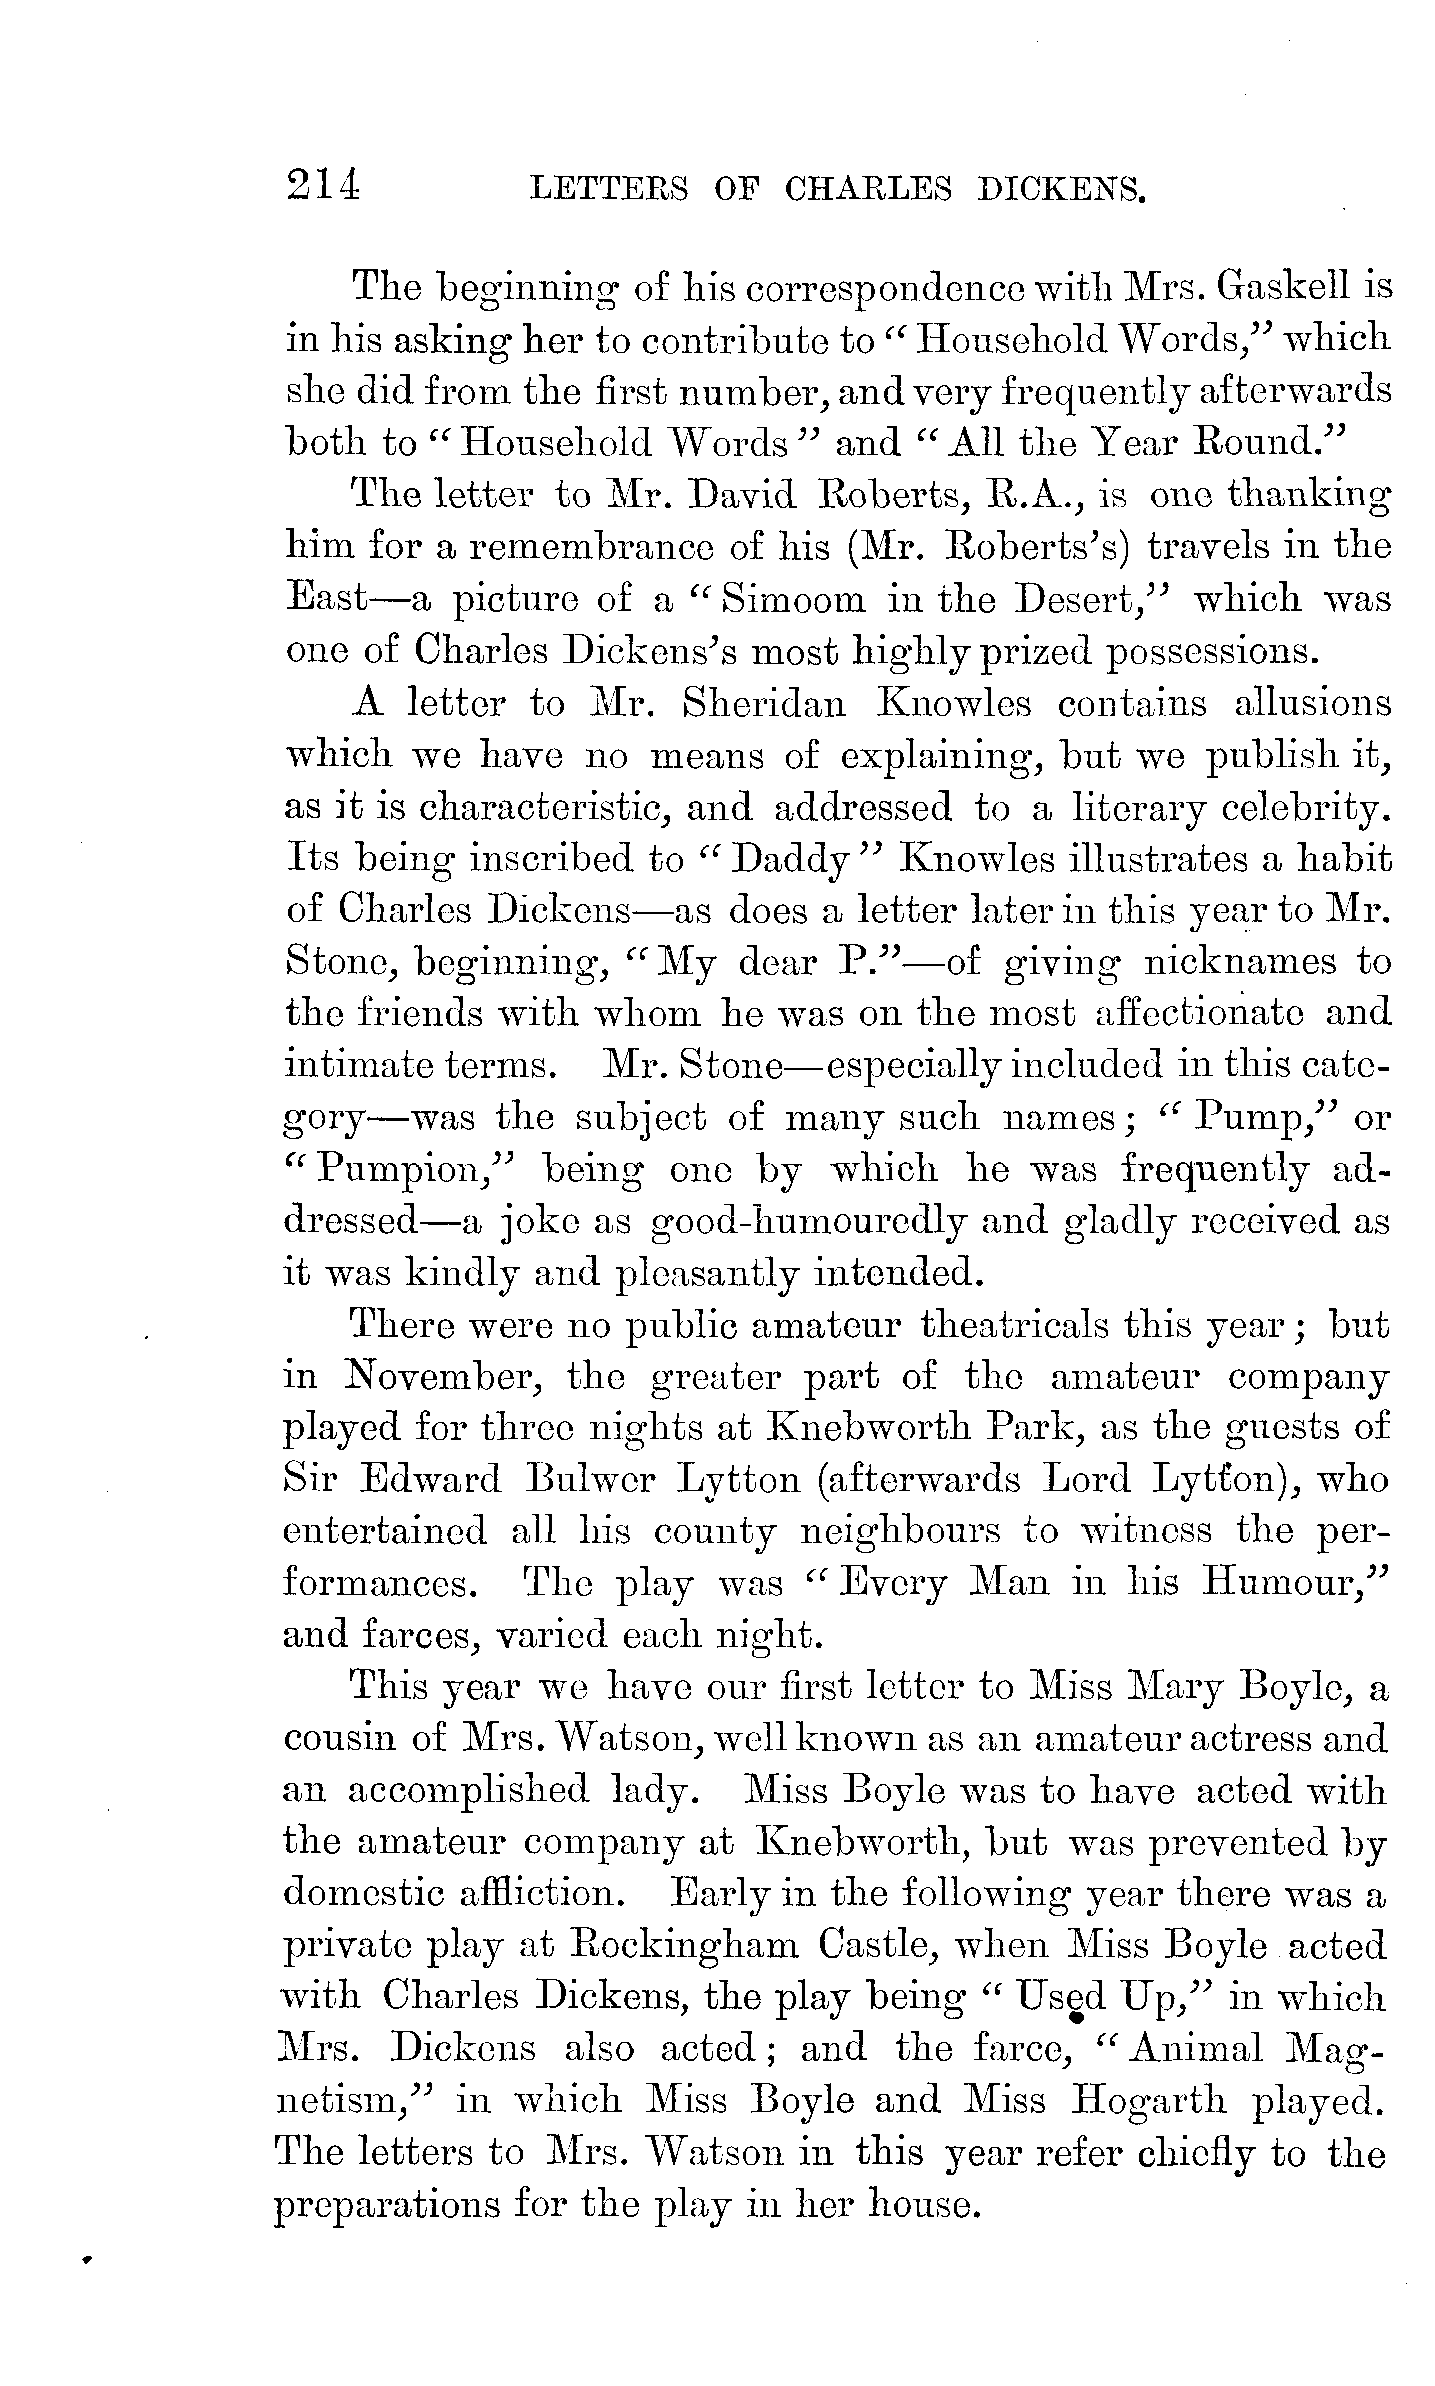 214 LETTERS OF CHARLES DICKENS.
The beginning of his correspondence with Mrs. Gaskell is
in his asking her to contribute to “Household Words,” which
she did from the first number, and very frequently afterwards
both to “Household Words” and “All the Year Round.”
The letter to Mr. David Roberts, R.A., is one thanking
him for a remembrance of his (Mr. Roberts’s) travels in the
East—a picture of a “Simoom in the Desert,” which was
one of Charles Dickens’s most highly prized possessions.
A letter to Mr. Sheridan Knowles contains allusions
which we have no means of explaining, but we publish it,
as it is characteristic, and addressed to a literary celebrity.
Its being inscribed to “Daddy” Knowles illustrates a habit
of Charles Dickens—as does a letter later in this year to Mr.
Stone, beginning, “My dear P.”—of giving nicknames to
the friends with whom he was on the most affectionate and
intimate terms. Mr. Stone—especially included in this cate-
gory—was the subject of many such names; “Pump,” or
“Pumpion,” being one by which he was frequently ad-
dressed—a joke as good-humouredly and gladly received as
it was kindly and pleasantly intended.
There were no public amateur theatricals this year; but
in November, the greater part of the amateur company
played for three nights at Knebworth Park, as the guests of
Sir Edward Bulwer Lytton (afterwards Lord Lytton), who
entertained all his county neighbours to witness the per-
formances. The play was “Every Man in his Humour,”
and farces, varied each night.
This year we have our first letter to Miss Mary Boyle, a
cousin of Mrs. Watson, well known as an amateur actress and
an accomplished lady. Miss Boyle was to have acted with
the amateur company at Knebworth, but was prevented by
domestic affliction. Early in the following year there was a
private play at Rockingham Castle, when Miss Boyle acted
with Charles Dickens, the play being “Used Up,” in which
Mrs. Dickens also acted; and the farce, “Animal Mag-
netism,” in which Miss Boyle and Miss Hogarth played.
The letters to Mrs. Watson in this year refer chiefly to the
preparations for the play in her house.